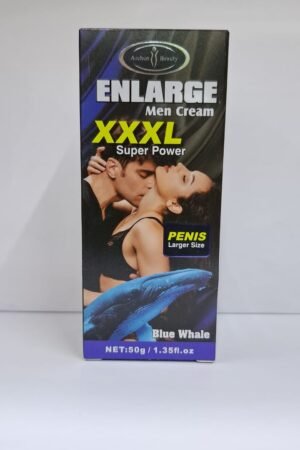 Aichun Beauty
ENLARGE
Men Cream
XXXL
Super Power
PENIS
Larger Size
Blue Whale
NET:50g / 1.35fl.oz